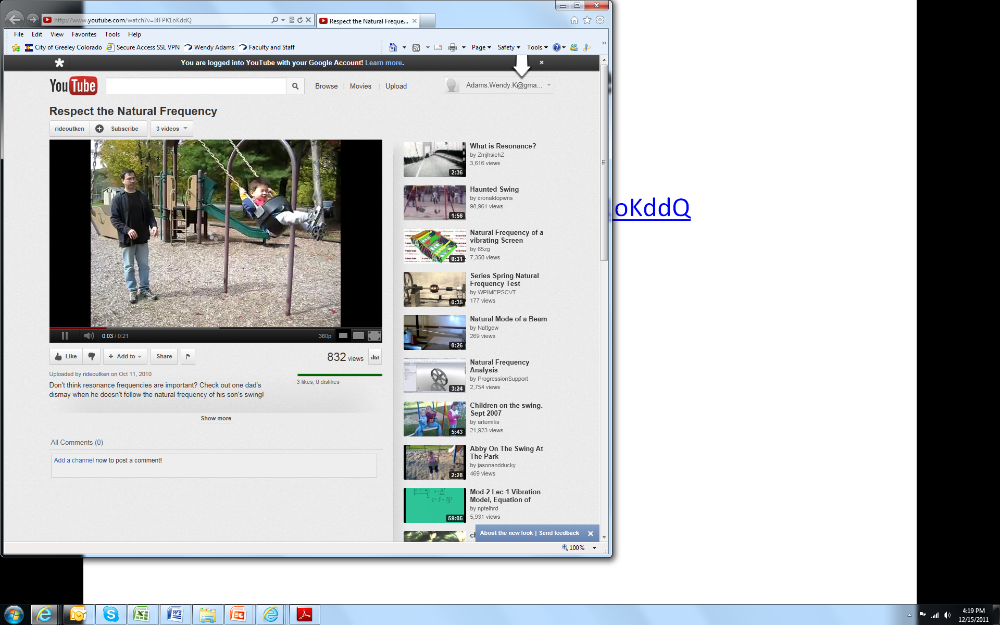 http://www.youtube.com/watch?v=I4FPK1oKddQ
Respect the Natural Freque...
File Edit View Favorites Tools Help
City of Greeley Colorado Secure Access SSL VPN Wendy Adams Faculty and Staff
Page Safety Tools
You are logged into YouTube with your Google Account! Learn more.
YouTube
Browse Movies Upload
Adams.Wendy.K@gma...
Respect the Natural Frequency
rideoutken Subscribe 3 videos
0:03 / 0:21
360p
Like + Add to Share
832 views
Uploaded by rideoutken on Oct 11, 2010
3 likes, 0 dislikes
Don't think resonance frequencies are important? Check out one dad's
dismay when he doesn't follow the natural frequency of his son's swing!
Show more
All Comments (0)
Add a channel now to post a comment!
What is Resonance?
by ZmjhsiehZ
3,616 views
2:36
Haunted Swing
by cronaldopwns
98,961 views
1:56
Natural Frequency of a
vibrating Screen
by 65zg
7,350 views
0:31
Series Spring Natural
Frequency Test
by WPIMEPSCVT
177 views
0:35
Natural Mode of a Beam
by Nattgew
269 views
0:26
Natural Frequency
Analysis
by ProgressionSupport
2,754 views
3:24
Children on the swing.
Sept 2007
by artemiks
21,923 views
5:43
Abby On The Swing At
The Park
by jasonandducky
469 views
2:28
Mod-2 Lec-1 Vibration
Model, Equation of
by nptelhrd
5,931 views
59:05
About the new look | Send feedback
100%
oKddQ
4:19 PM
12/15/2011